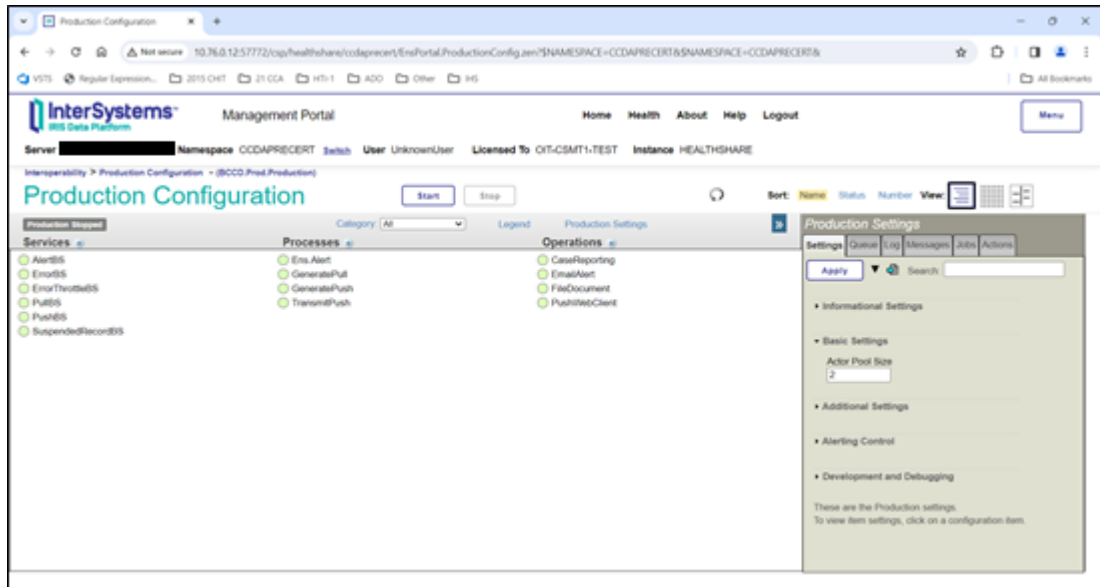 Production Configuration
Not secure 10.76.0.12:57772/csp/healthshare/ccdaprecert/EnsPortal.ProductionConfig.zen?$NAMESPACE=CCDAPRECERT&$NAMESPACE=CCDAPRECERT&
VSTS Regular Expression... 2015 CHIT 21 CCA HTI-1 ADO Other IHS All Bookmarks
InterSystems
IRIS Data Platform
Management Portal
Home Health About Help Logout
Menu
Server Namespace CCDAPRECERT Switch User UnknownUser Licensed To OIT-CSMT1-TEST Instance HEALTHSHARE
Interoperability > Production Configuration - (BCCD.Prod.Production)
Production Configuration
Start Stop
Sort: Name Status Number View:
Production Stopped Category: All Legend Production Settings
Services Processes Operations
AlertBS Ens.Alert CaseReporting
ErrorBS GeneratePull EmailAlert
ErrorThrottleBS GeneratePush FileDocument
PullBS TransmitPush PushWebClient
PushBS
SuspendedRecordBS
Production Settings
Settings Queue Log Messages Jobs Actions
Apply Search:
Informational Settings
Basic Settings
Actor Pool Size
2
Additional Settings
Alerting Control
Development and Debugging
These are the Production settings.
To view item settings, click on a configuration item.